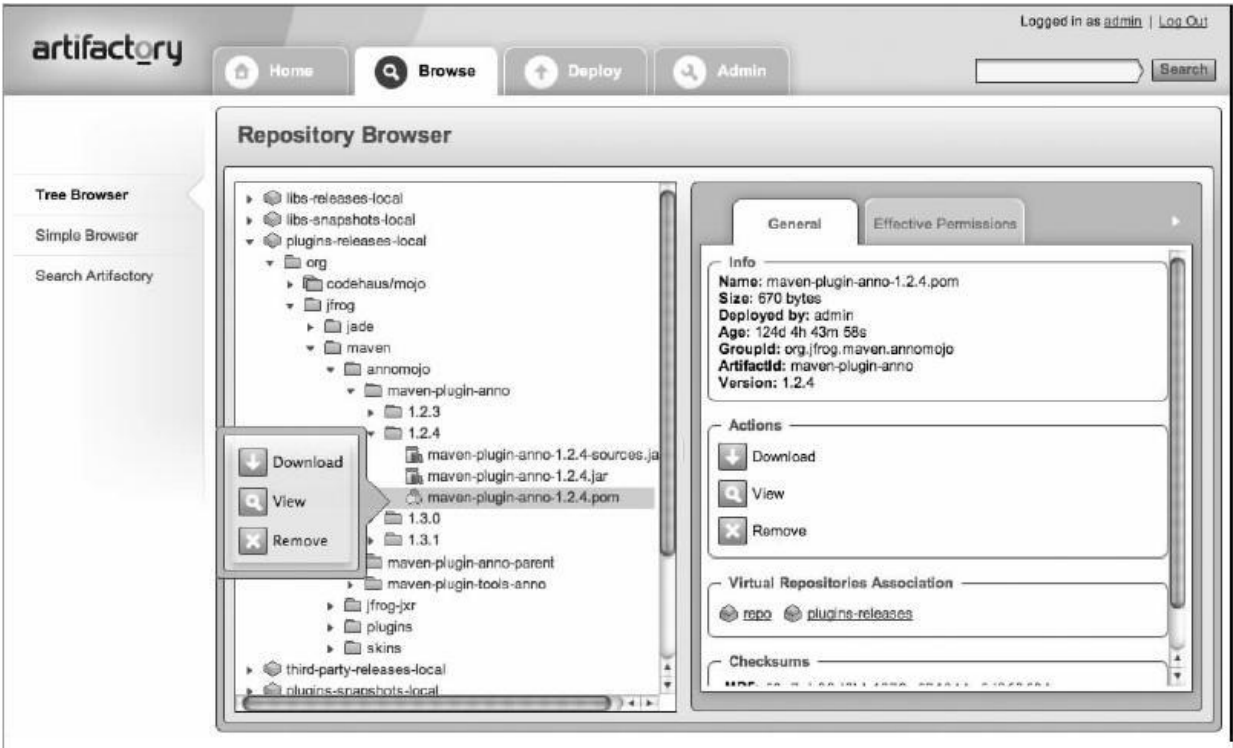 Logged in as admin | Log Out
artifactory
Home
Browse
Deploy
Admin
Search
Repository Browser
Tree Browser
Simple Browser
Search Artifactory
libs-releases-local
libs-snapshots-local
plugins-releases-local
org
codehaus/mojo
jfrog
jade
maven
annomojo
maven-plugin-anno
1.2.3
1.2.4
maven-plugin-anno-1.2.4-sources.ja
maven-plugin-anno-1.2.4.jar
maven-plugin-anno-1.2.4.pom
1.3.0
1.3.1
maven-plugin-anno-parent
maven-plugin-tools-anno
jfrog-jxr
plugins
skins
third-party-releases-local
plugins-snapshots-local
Download
View
Remove
General
Effective Permissions
Info
Name: maven-plugin-anno-1.2.4.pom
Size: 670 bytes
Deployed by: admin
Age: 124d 4h 43m 58s
GroupId: org.jfrog.maven.annomojo
ArtifactId: maven-plugin-anno
Version: 1.2.4
Actions
Download
View
Remove
Virtual Repositories Association
repo plugins-releases
Checksums